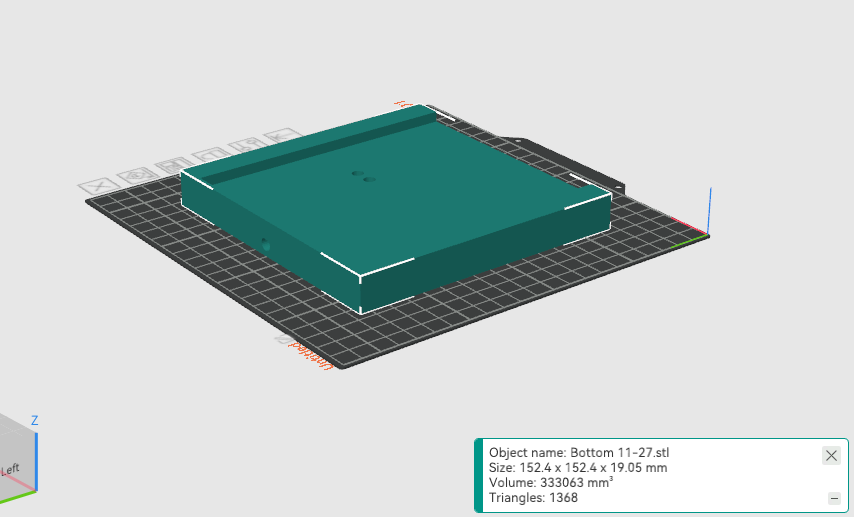 Untitled
Z
Left
Object name: Bottom 11-27.stl
Size: 152.4 x 152.4 x 19.05 mm
Volume: 333063 mm³
Triangles: 1368